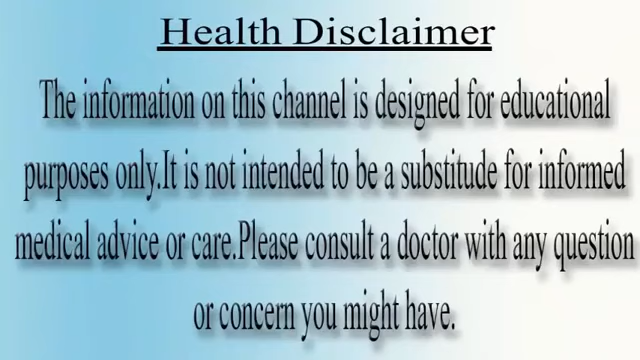 Health Disclaimer
The information on this channel is designed for educational
purposes only.It is not intended to be a substitude for informed
medical advice or care.Please consult a doctor with any question
or concern you might have.